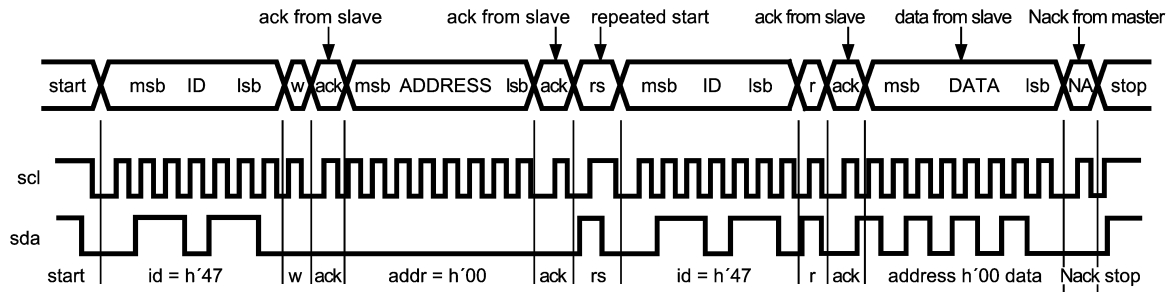 ack from slave ack from slave repeated start ack from slave data from slave Nack from master
start msb ID lsb w ack msb ADDRESS lsb ack rs msb ID lsb r ack msb DATA lsb NA stop
scl
sda
start id = h´47 w ack addr = h´00 ack rs id = h´47 r ack address h´00 data Nack stop